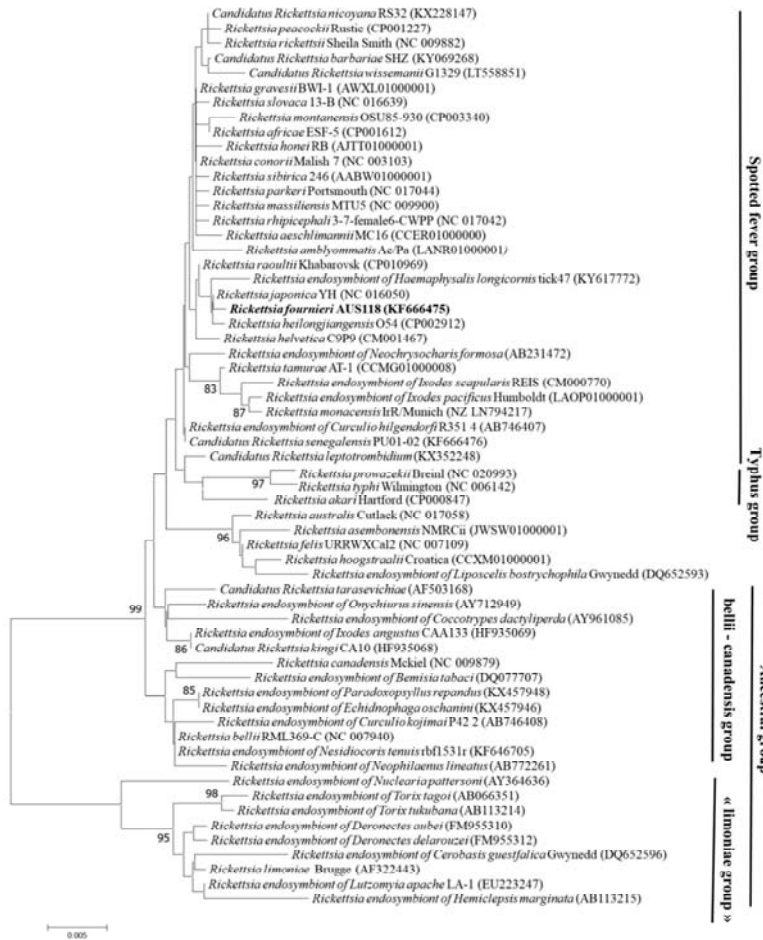 Candidatus Rickettsia nicoyana RS32 (KX228147)
Rickettsia peacockii Rustic (CP001227)
Rickettsia rickettsii Sheila Smith (NC 009882)
Candidatus Rickettsia barbariae SHZ (KY069268)
Candidatus Rickettsia wissemanii G1329 (LT558851)
Rickettsia gravesii BWI-1 (AWXL01000001)
Rickettsia slovaca 13-B (NC 016639)
Rickettsia montanensis OSU85-930 (CP003340)
Rickettsia africae ESF-5 (CP001612)
Rickettsia honei RB (AJTT01000001)
Rickettsia conorii Malish 7 (NC 003103)
Rickettsia sibirica 246 (AABW01000001)
Rickettsia parkeri Portsmouth (NC 017044)
Rickettsia massiliensis MTU5 (NC 009900)
Rickettsia rhipicephali 3-7-female6-CWPP (NC 017042)
Rickettsia aeschlimannii MC16 (CCER01000000)
Rickettsia amblyommatis Ac/Pa (LANR01000001)
Rickettsia raoultii Khabarovsk (CP010969)
Rickettsia endosymbiont of Haemaphysalis longicornis tick47 (KY617772)
Rickettsia japonica YH (NC 016050)
Rickettsia fournieri AUS118 (KF666475)
Rickettsia heilongjiangensis O54 (CP002912)
Rickettsia helvetica C9P9 (CM001467)
Rickettsia endosymbiont of Neochrysocharis formosa (AB231472)
Rickettsia tamurae AT-1 (CCMG01000008)
83
Rickettsia endosymbiont of Ixodes scapularis REIS (CM000770)
Rickettsia endosymbiont of Ixodes pacificus Humboldt (LAOP01000001)
87
Rickettsia monacensis IrR/Munich (NZ LN794217)
Rickettsia endosymbiont of Curculio hilgendorfi R351 4 (AB746407)
Candidatus Rickettsia senegalensis PU01-02 (KF666476)
Candidatus Rickettsia leptotrombidium (KX352248)
Spotted fever group
Rickettsia prowazekii Breinl (NC 020993)
97
Rickettsia typhi Wilmington (NC 006142)
Rickettsia akari Hartford (CP000847)
Typhus group
Rickettsia australis Cutlack (NC 017058)
96
Rickettsia asembonensis NMRCii (JWSW01000001)
Rickettsia felis URRWXCal2 (NC 007109)
Rickettsia hoogstraalii Croatica (CCXM01000001)
Rickettsia endosymbiont of Liposcelis bostrychophila Gwynedd (DQ652593)
99
Candidatus Rickettsia tarasevichiae (AF503168)
Rickettsia endosymbiont of Onychiurus sinensis (AY712949)
Rickettsia endosymbiont of Coccotrypes dactyliperda (AY961085)
Rickettsia endosymbiont of Ixodes angustus CAA133 (HF935069)
86
Candidatus Rickettsia kingi CA10 (HF935068)
Rickettsia canadensis Mckiel (NC 009879)
Rickettsia endosymbiont of Bemisia tabaci (DQ077707)
85
Rickettsia endosymbiont of Paradoxopsyllus repandus (KX457948)
Rickettsia endosymbiont of Echidnophaga oschanini (KX457946)
Rickettsia endosymbiont of Curculio kojimai P42 2 (AB746408)
Rickettsia bellii RML369-C (NC 007940)
Rickettsia endosymbiont of Nesidiocoris tenuis rbf1531r (KF646705)
Rickettsia endosymbiont of Neophilaenus lineatus (AB772261)
bellii - canadensis group
Rickettsia endosymbiont of Nuclearia pattersoni (AY364636)
98
Rickettsia endosymbiont of Torix tagoi (AB066351)
Rickettsia endosymbiont of Torix tukubana (AB113214)
95
Rickettsia endosymbiont of Deronectes aubei (FM955310)
Rickettsia endosymbiont of Deronectes delarouzei (FM955312)
Rickettsia endosymbiont of Cerobasis guestfalica Gwynedd (DQ652596)
Rickettsia limoniae Brugge (AF322443)
Rickettsia endosymbiont of Lutzomyia apache LA-1 (EU223247)
Rickettsia endosymbiont of Hemiclepsis marginata (AB113215)
« limoniae group »
0.005